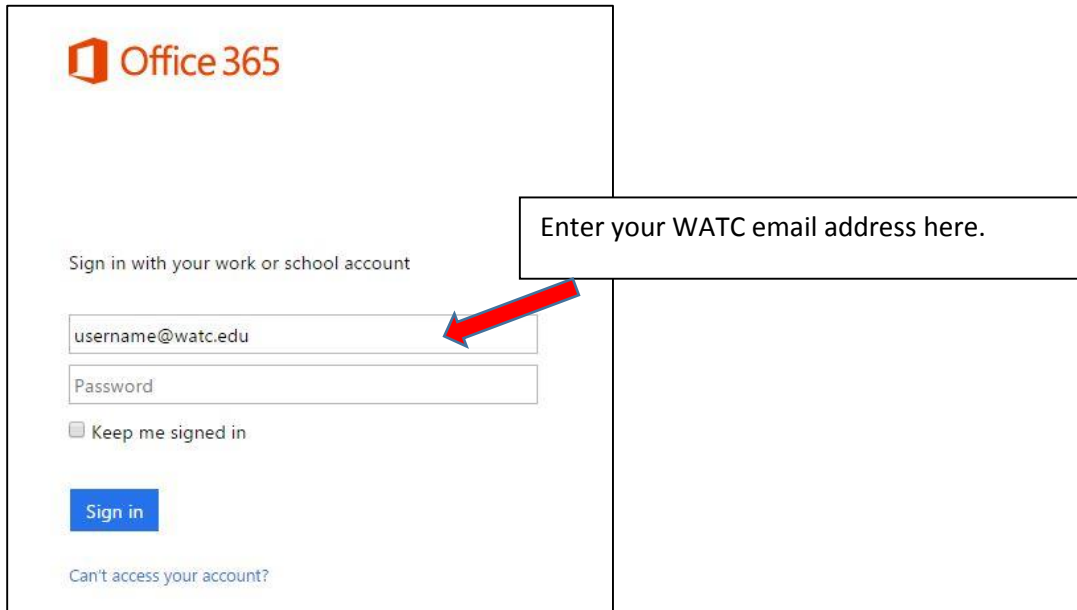 Office 365
Enter your WATC email address here.
Sign in with your work or school account
username@watc.edu
Password
Keep me signed in
Sign in
Can't access your account?